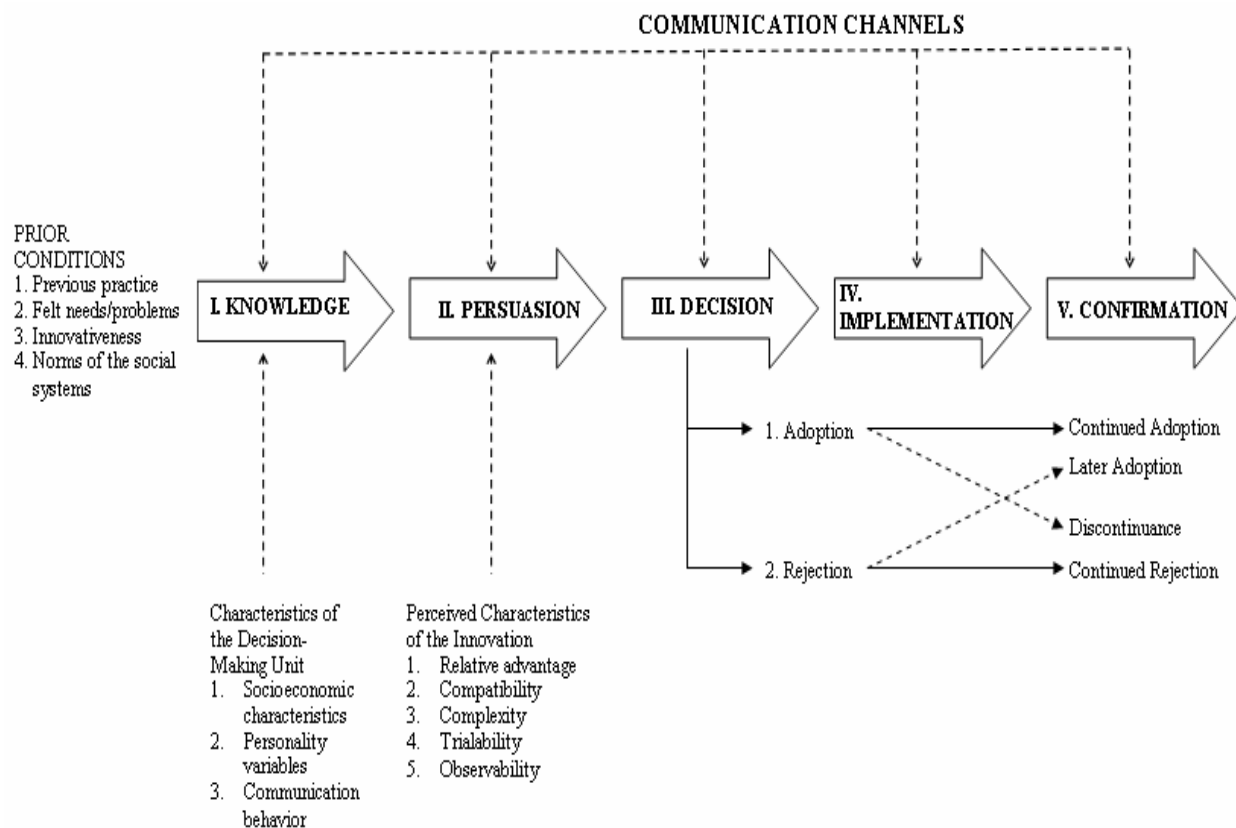 COMMUNICATION CHANNELS
PRIOR
CONDITIONS
1. Previous practice
2. Felt needs/problems
3. Innovativeness
4. Norms of the social
systems
I. KNOWLEDGE
II. PERSUASION
III. DECISION
IV.
IMPLEMENTATION
V. CONFIRMATION
1. Adoption
2. Rejection
Continued Adoption
Later Adoption
Discontinuance
Continued Rejection
Characteristics of
the Decision-
Making Unit
1. Socioeconomic
characteristics
2. Personality
variables
3. Communication
behavior
Perceived Characteristics
of the Innovation
1. Relative advantage
2. Compatibility
3. Complexity
4. Trialability
5. Observability